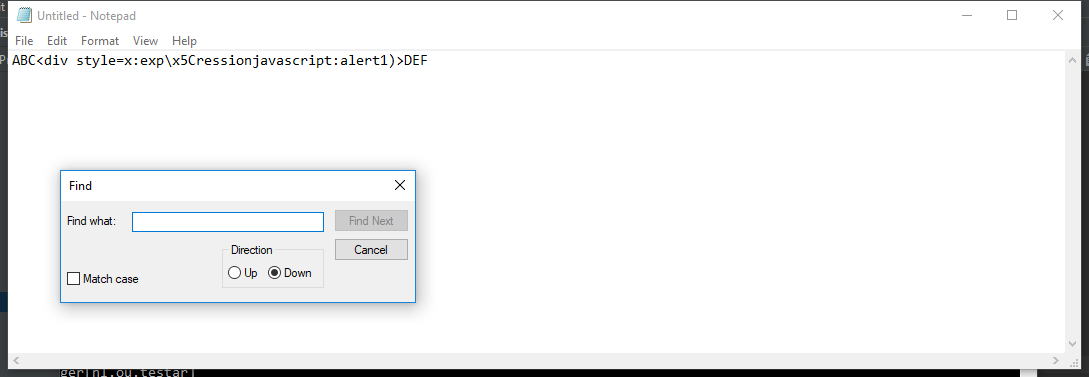 Untitled - Notepad
File Edit Format View Help
ABC<div style=x:exp\x5Cressionjavascript:alert1)>DEF
Find
Find what: Find Next
Direction Cancel
Up Down
Match case
ger[nl.ou.testar]